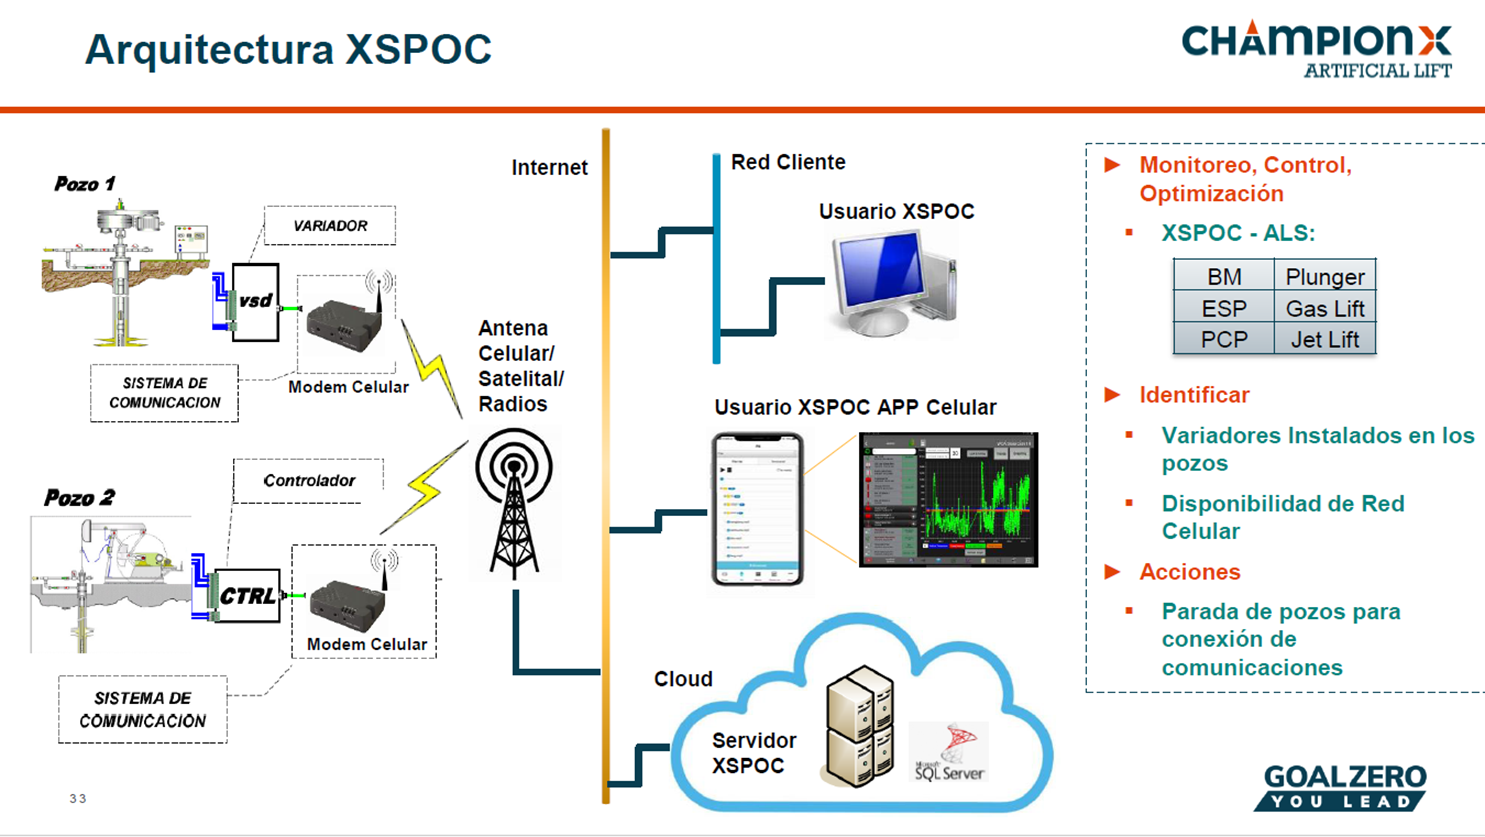 Arquitectura XSPOC
CHAMPIONX
ARTIFICIAL LIFT
Pozo 1
VARIADOR
vsd
SISTEMA DE
COMUNICACION
Modem Celular
Pozo 2
Controlador
CTRL
Modem Celular
SISTEMA DE
COMUNICACION
Antena
Celular/
Satelital/
Radios
Internet
Red Cliente
Usuario XSPOC
Usuario XSPOC APP Celular
Cloud
Servidor
XSPOC
Microsoft
SQL Server
► Monitoreo, Control,
Optimización
▪ XSPOC - ALS:
BM Plunger
ESP Gas Lift
PCP Jet Lift
► Identificar
▪ Variadores Instalados en los
pozos
▪ Disponibilidad de Red
Celular
► Acciones
▪ Parada de pozos para
conexión de
comunicaciones
33
GOALZERO
YOU LEAD